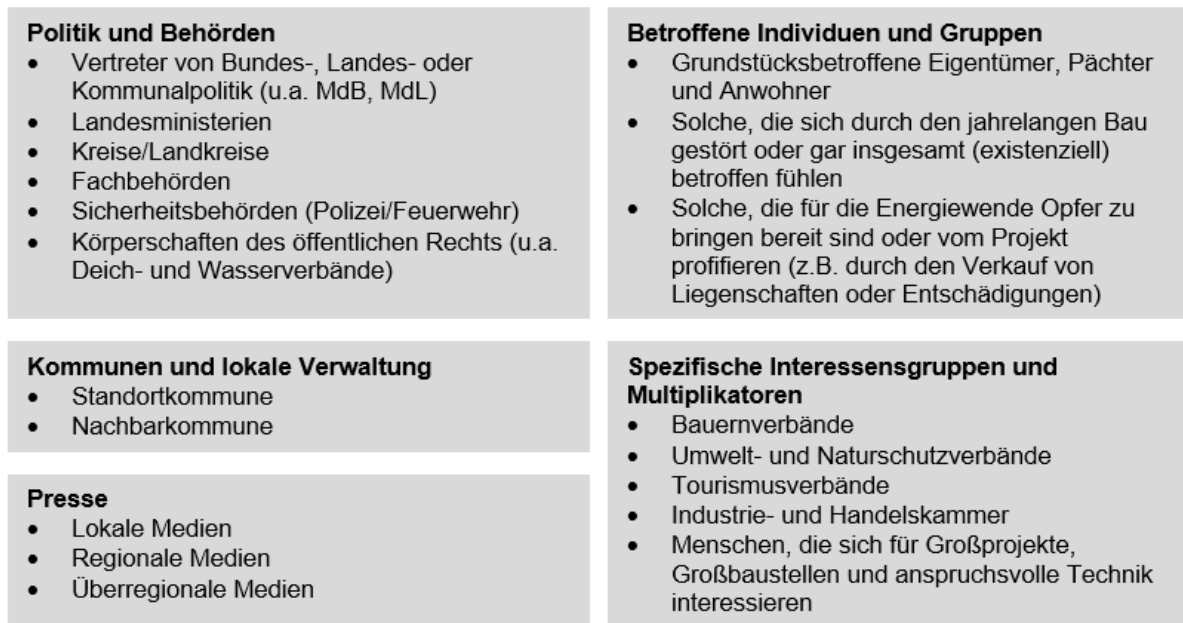 Politik und Behörden
• Vertreter von Bundes-, Landes- oder
Kommunalpolitik (u.a. MdB, MdL)
• Landesministerien
• Kreise/Landkreise
• Fachbehörden
• Sicherheitsbehörden (Polizei/Feuerwehr)
• Körperschaften des öffentlichen Rechts (u.a.
Deich- und Wasserverbände)
Kommunen und lokale Verwaltung
• Standortkommune
• Nachbarkommune
Presse
• Lokale Medien
• Regionale Medien
• Überregionale Medien
Betroffene Individuen und Gruppen
• Grundstücksbetroffene Eigentümer, Pächter
und Anwohner
• Solche, die sich durch den jahrelangen Bau
gestört oder gar insgesamt (existenziell)
betroffen fühlen
• Solche, die für die Energiewende Opfer zu
bringen bereit sind oder vom Projekt
profifieren (z.B. durch den Verkauf von
Liegenschaften oder Entschädigungen)
Spezifische Interessensgruppen und
Multiplikatoren
• Bauernverbände
• Umwelt- und Naturschutzverbände
• Tourismusverbände
• Industrie- und Handelskammer
• Menschen, die sich für Großprojekte,
Großbaustellen und anspruchsvolle Technik
interessieren